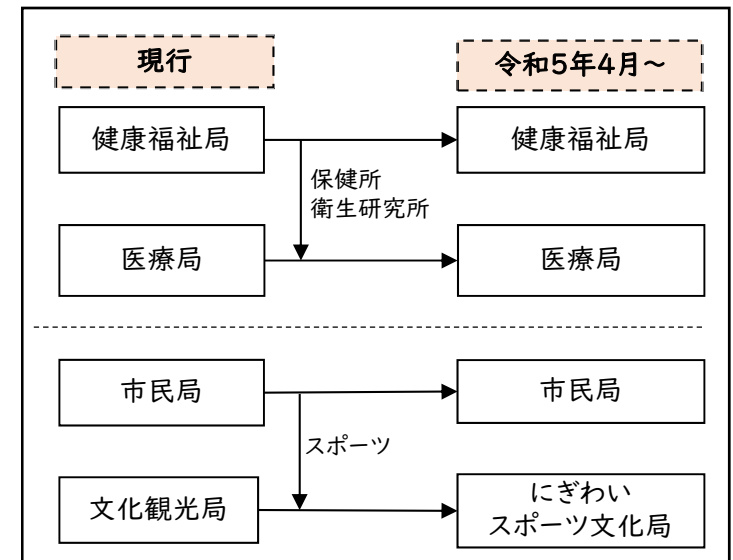 現行
令和5年4月～
健康福祉局
健康福祉局
保健所
衛生研究所
医療局
医療局
市民局
市民局
スポーツ
文化観光局
にぎわい
スポーツ文化局